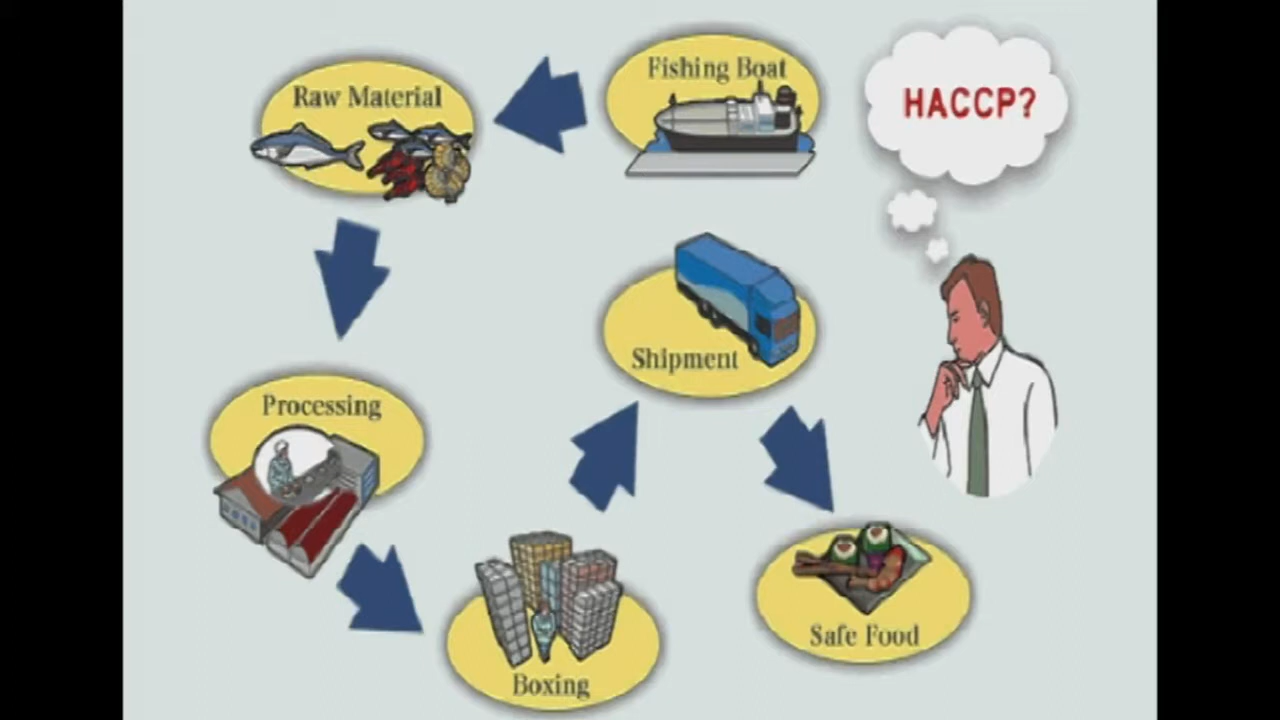 Fishing Boat
HACCP?
Raw Material
Shipment
Processing
Safe Food
Boxing